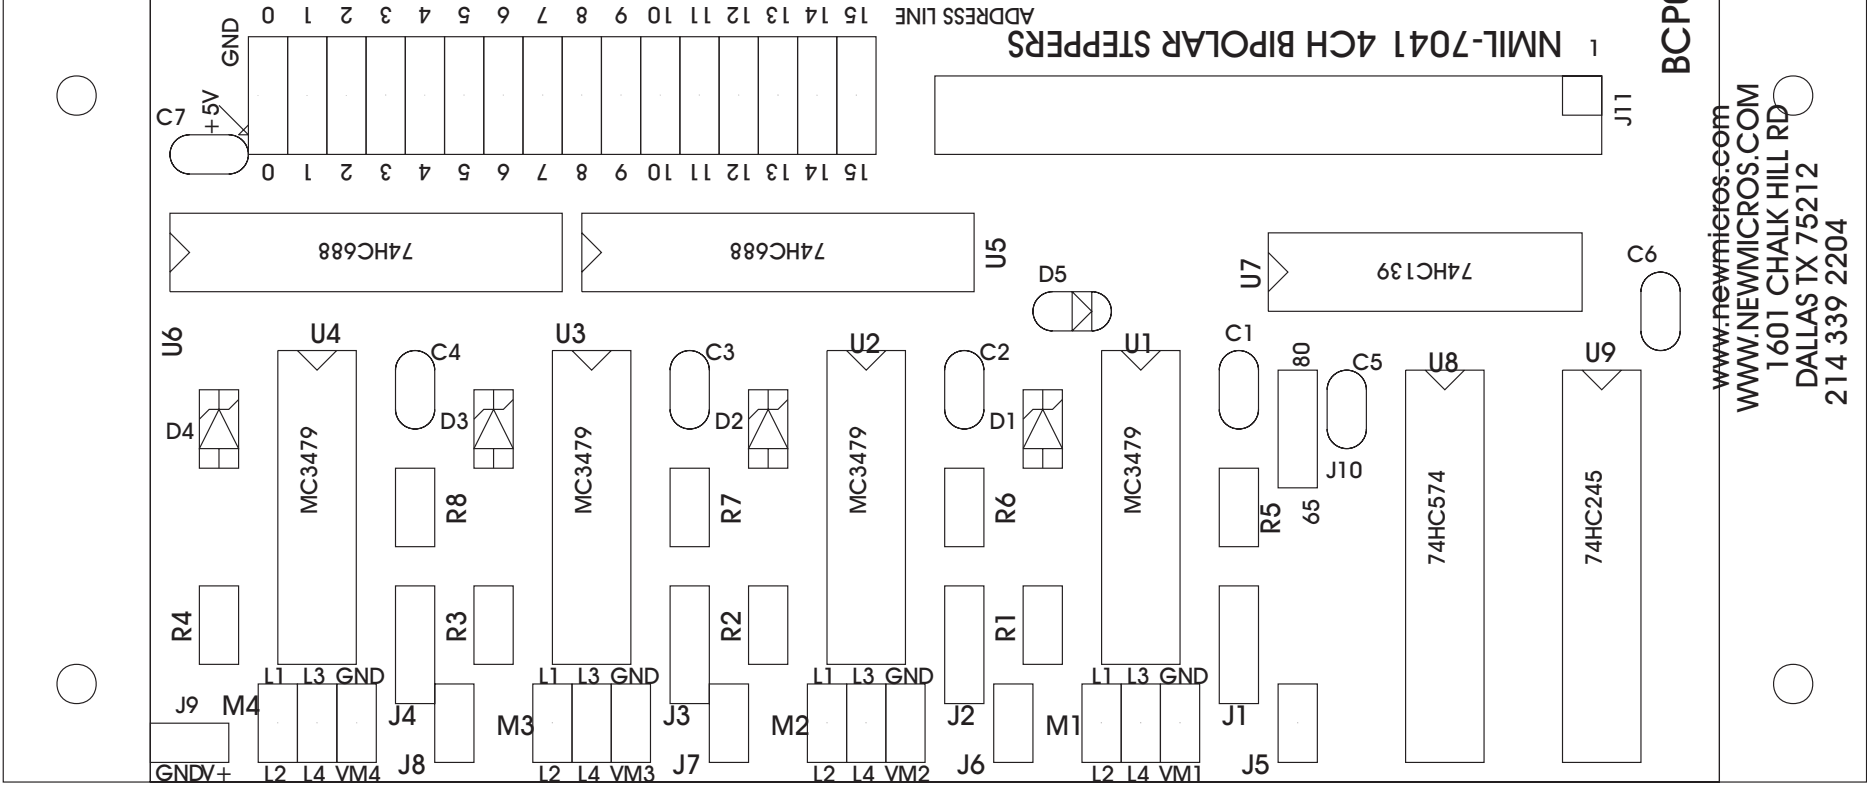 0 1 2 3 4 5 6 7 8 9 10 11 12 13 14 15 ADDRESS LINE
GND
NMIL-7041 4CH BIPOLAR STEPPERS
1
C7
+5V
J11
0 1 2 3 4 5 6 7 8 9 10 11 12 13 14 15
74HC688
74HC688
U5
D5
U7
74HC139
C6
www.newmicros.com
WWW.NEWMICROS.COM
1601 CHALK HILL RD
DALLAS TX 75212
214 339 2204
U6
U4
C4
U3
C3
U2
C2
U1
C1
80
C5
U8
U9
D4
MC3479
D3
MC3479
D2
MC3479
D1
MC3479
J10
65
74HC574
74HC245
R8
R7
R6
R5
R4
R3
R2
R1
L1 L3 GND
L1 L3 GND
L1 L3 GND
L1 L3 GND
J9
M4
J4
M3
J3
M2
J2
M1
J1
GND V+
L2 L4 VM4
J8
L2 L4 VM3
J7
L2 L4 VM2
J6
L2 L4 VM1
J5